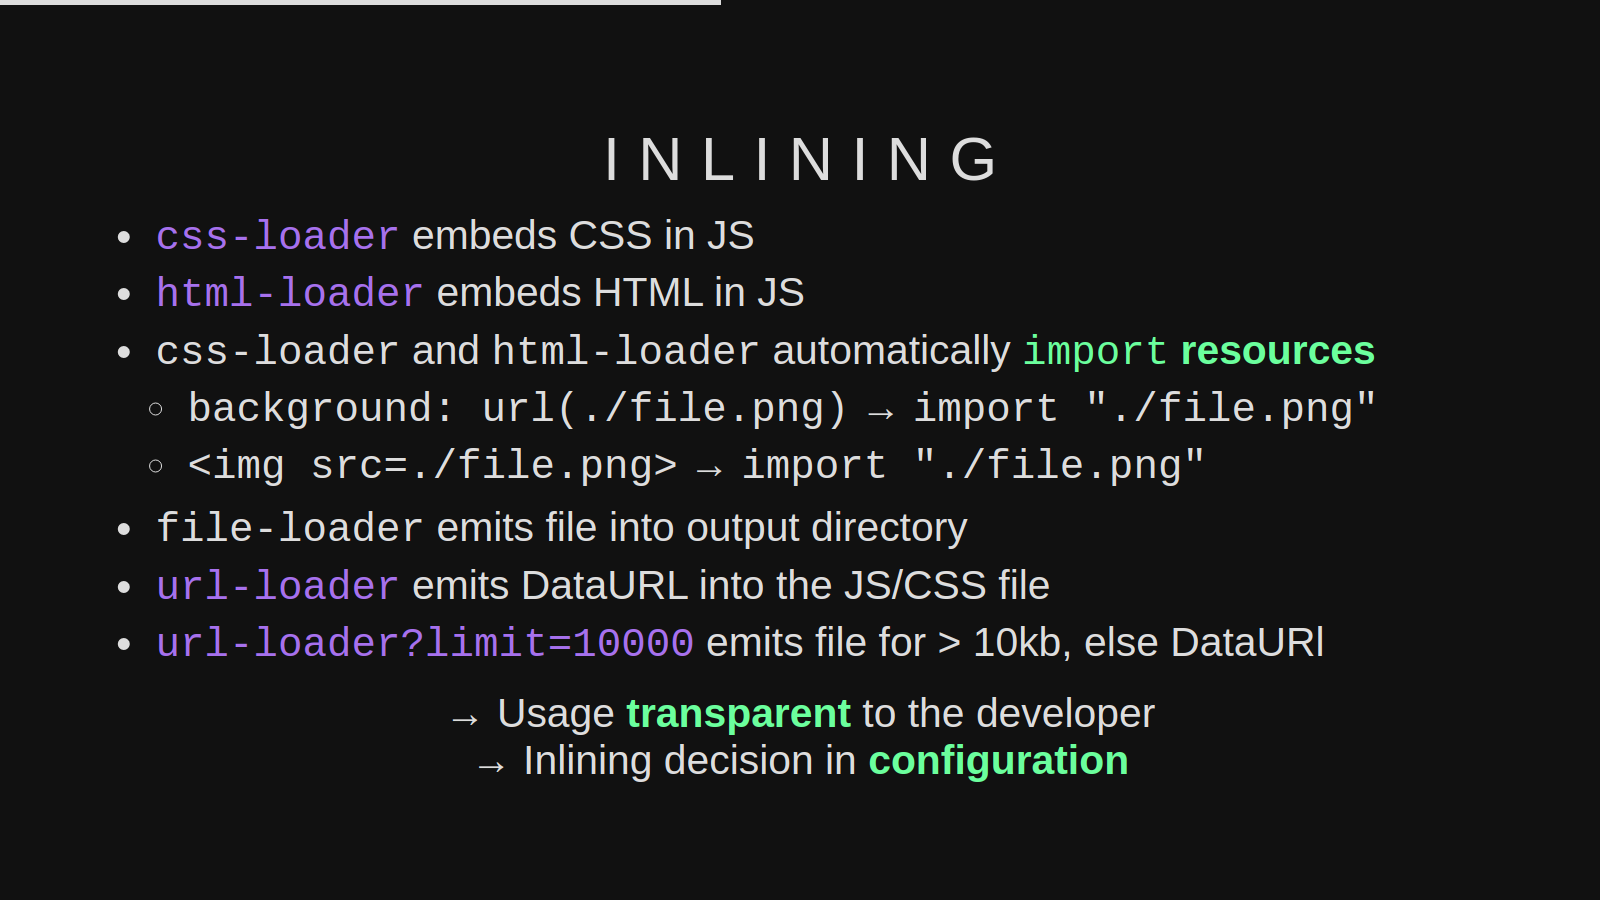 INLINING
• css-loader embeds CSS in JS
• html-loader embeds HTML in JS
• css-loader and html-loader automatically import resources
◦ background: url(./file.png) → import "./file.png"
◦ <img src=./file.png> → import "./file.png"
• file-loader emits file into output directory
• url-loader emits DataURL into the JS/CSS file
• url-loader?limit=10000 emits file for > 10kb, else DataURl
→ Usage transparent to the developer
→ Inlining decision in configuration